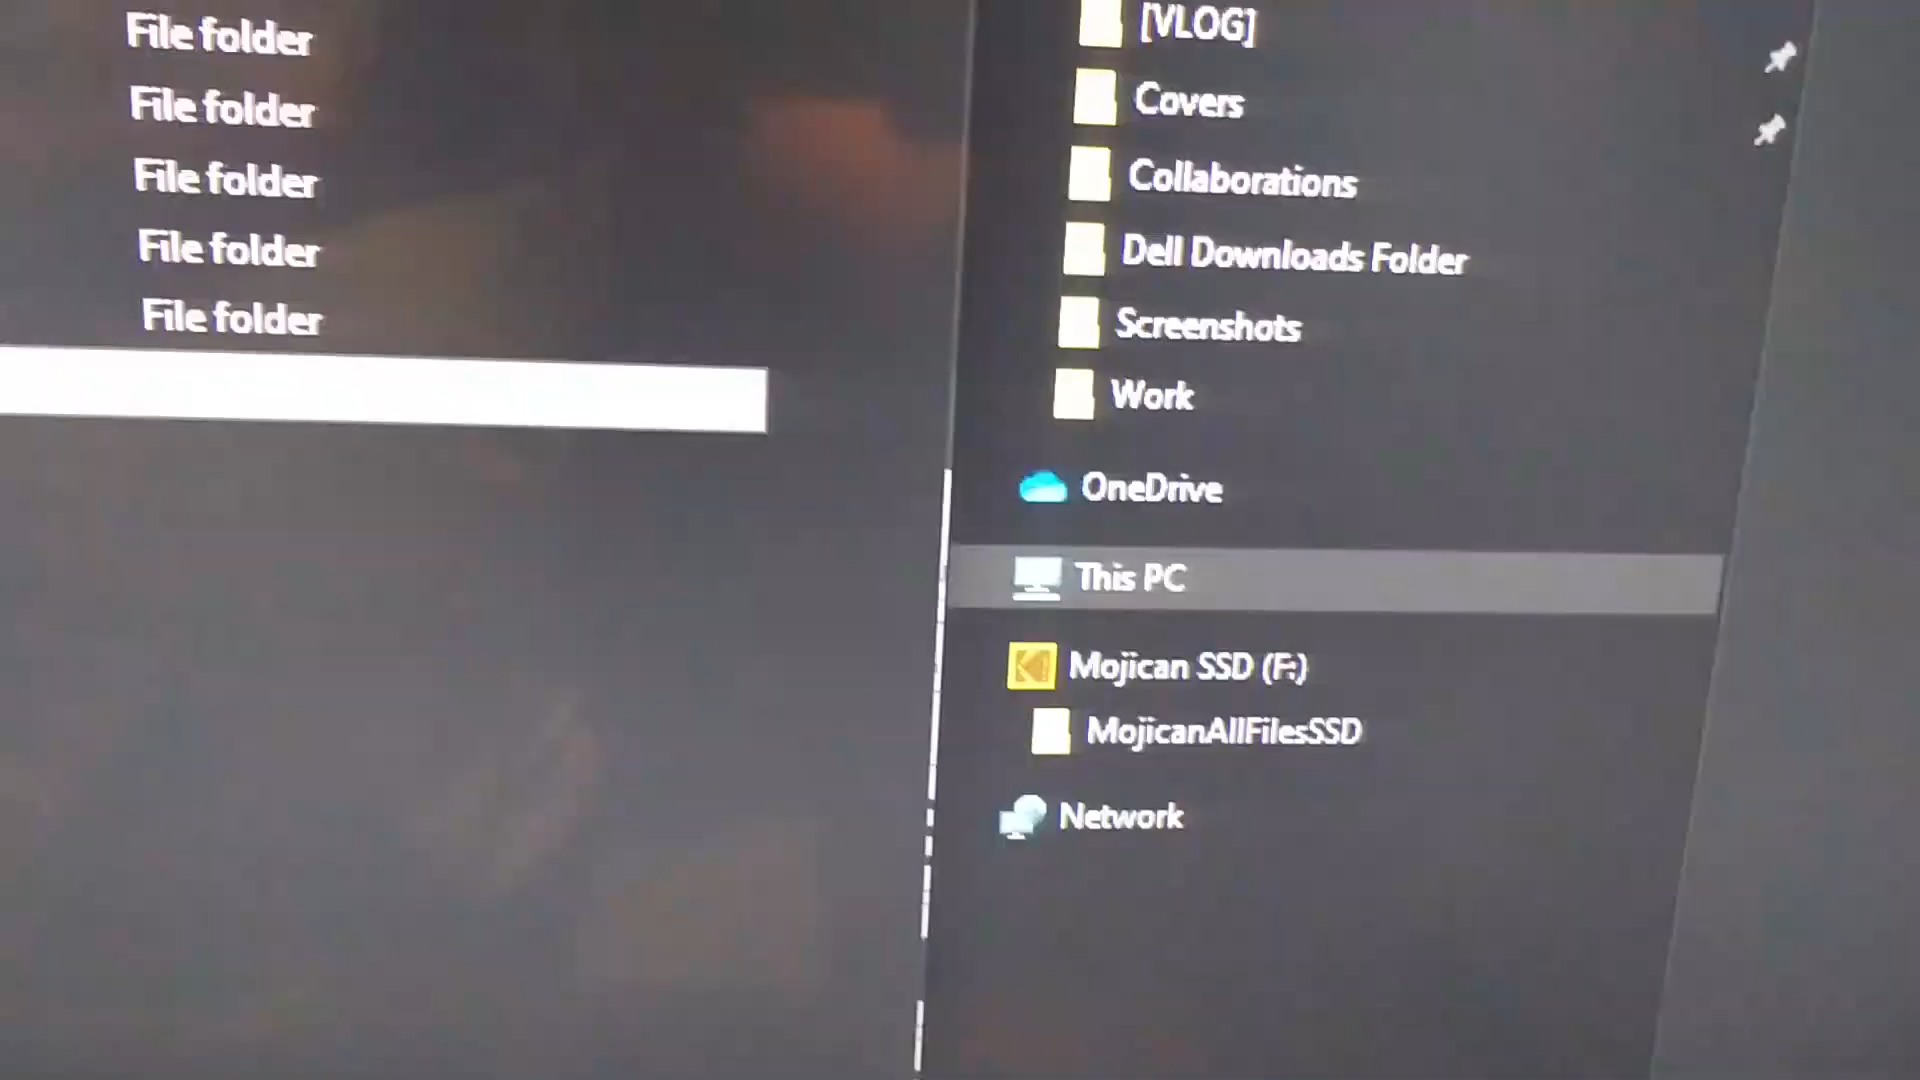 File folder
File folder
File folder
File folder
File folder
[VLOG]
Covers
Collaborations
Dell Downloads Folder
Screenshots
Work
OneDrive
This PC
Mojican SSD (F:)
MojicanAllFilesSSD
Network